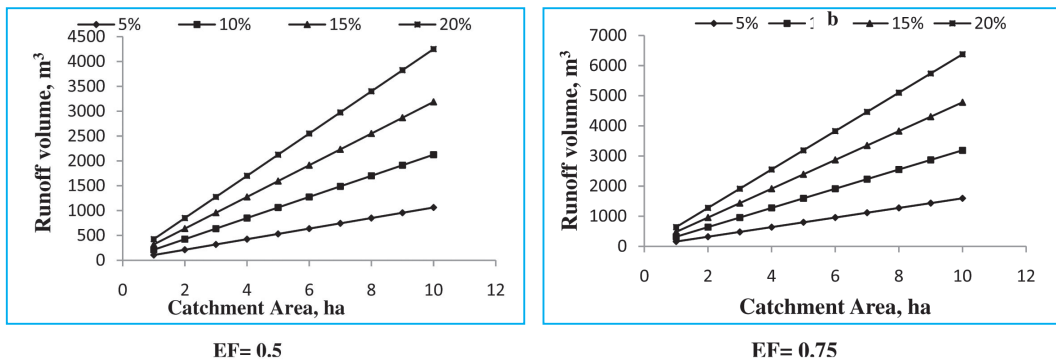 5% 10% 15% 20%
4500
4000
3500
3000
2500
2000
1500
1000
500
0
0 2 4 6 8 10 12
Runoff volume, m³
Catchment Area, ha
EF= 0.5
5% 15% 20%
b
7000
6000
5000
4000
3000
2000
1000
0
0 2 4 6 8 10 12
Runoff volume, m³
Catchment Area, ha
EF= 0.75